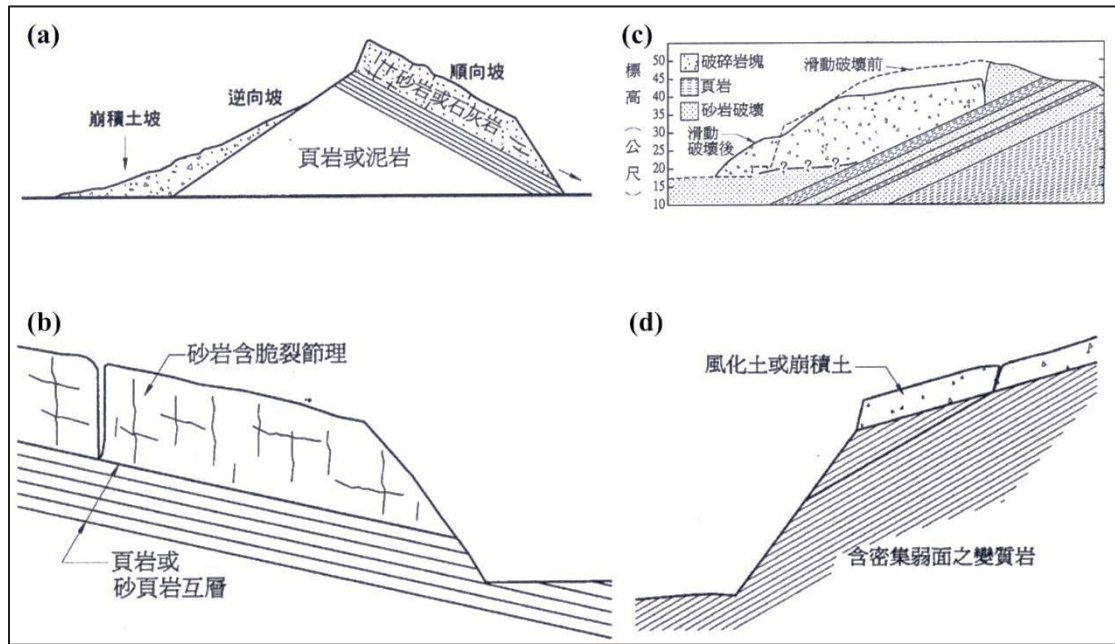 (a)
順向坡
砂岩或石灰岩
逆向坡
崩積土坡
頁岩或泥岩
(c)
標高（公尺）
50
45
40
35
30
25
20
15
10
破碎岩塊
頁岩
砂岩破壞
滑動破壞前
滑動
破壞後
? ? ?
(b)
砂岩含脆裂節理
頁岩或
砂頁岩互層
(d)
風化土或崩積土
含密集弱面之變質岩